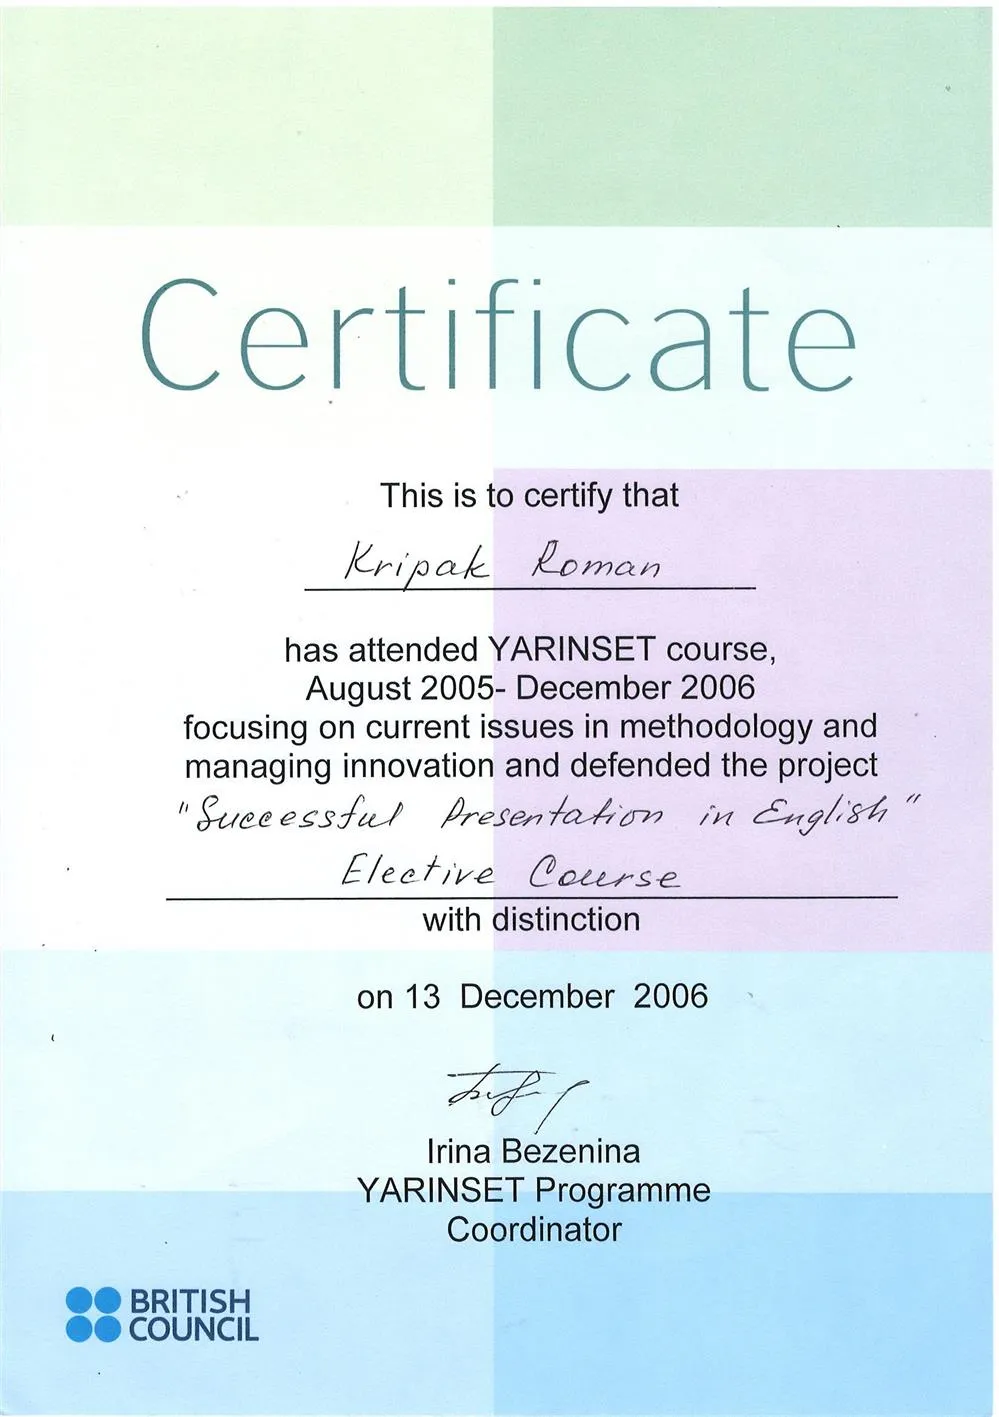 Certificate
This is to certify that
Kripak Roman
has attended YARINSET course,
August 2005- December 2006
focusing on current issues in methodology and
managing innovation and defended the project
"Successful Presentation in English"
Elective Course
with distinction
on 13 December 2006
Irina Bezenina
YARINSET Programme
Coordinator
BRITISH
COUNCIL